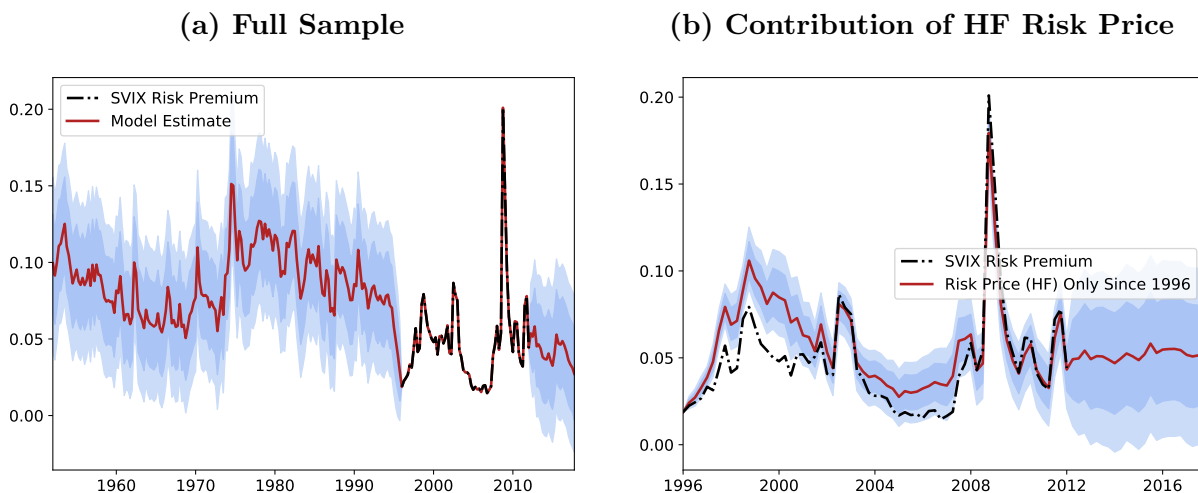 (a) Full Sample
SVIX Risk Premium
Model Estimate
0.20
0.15
0.10
0.05
0.00
1960 1970 1980 1990 2000 2010
(b) Contribution of HF Risk Price
SVIX Risk Premium
Risk Price (HF) Only Since 1996
0.20
0.15
0.10
0.05
0.00
1996 2000 2004 2008 2012 2016